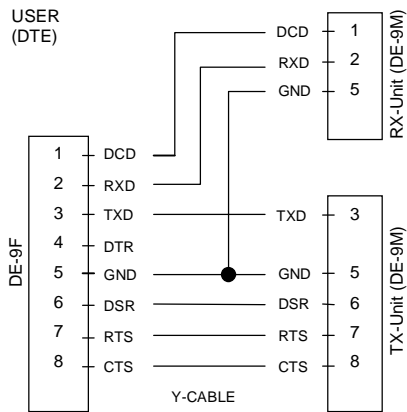 USER
(DTE)
DCD 1
RXD 2
GND 5
RX-Unit (DE-9M)
DE-9F
1 DCD
2 RXD
3 TXD TXD 3
4 DTR
5 GND GND 5
6 DSR DSR 6
7 RTS RTS 7
8 CTS CTS 8
TX-Unit (DE-9M)
Y-CABLE